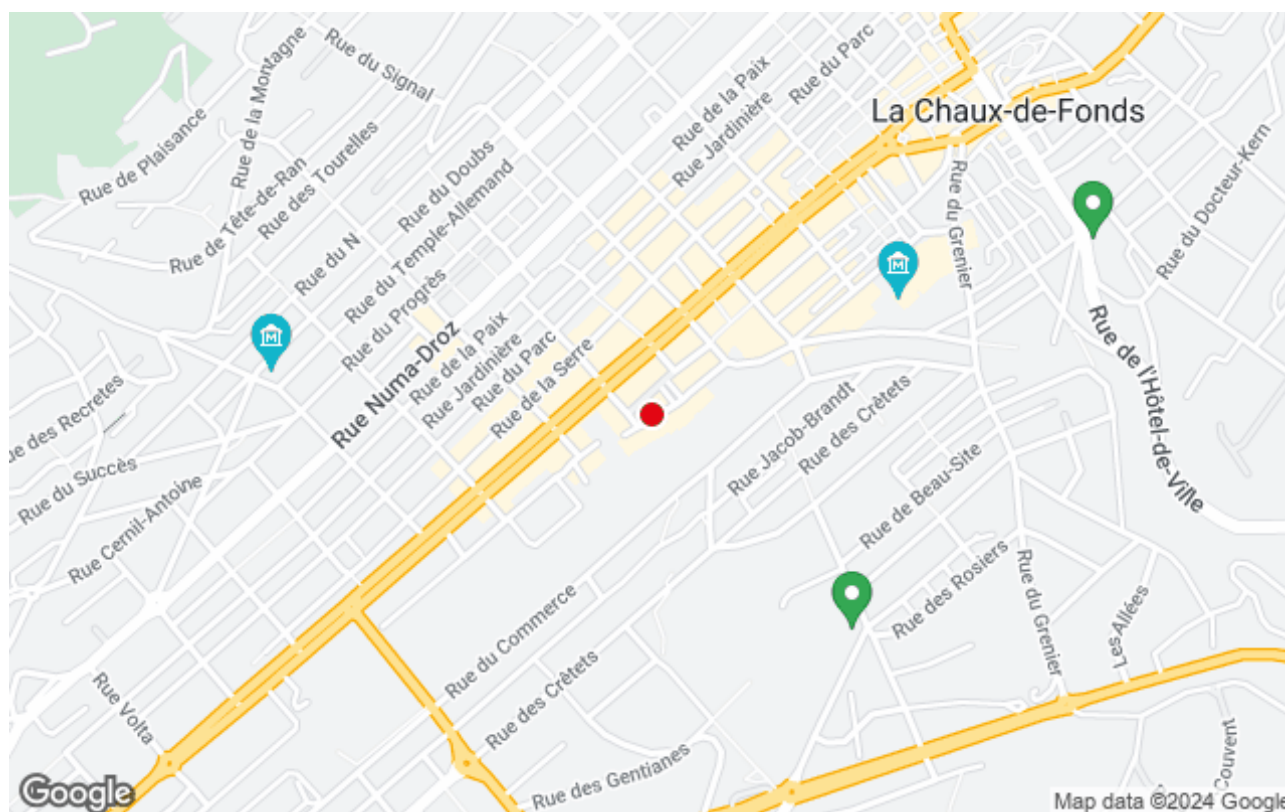 Rue du Signal
Rue de la Montagne
Rue de Plaisance
Rue de Tête-de-Ran
Rue des Tourelles
Rue du N
Rue du Doubs
Rue du Temple-Allemand
Rue du Progrès
Rue Numa-Droz
Rue de la Paix
Rue Jardinière
Rue du Parc
Rue de la Serre
Rue de la Paix
Rue Jardinière
Rue du Parc
La Chaux-de-Fonds
Rue du Grenier
Rue du Docteur-Kern
Rue de l'Hôtel-de-Ville
M
M
ue des Recretes
Rue du Succès
Rue Cernil-Antoine
Rue Jacob-Brandt
Rue des Crêtets
Rue de Beau-Site
Rue des Rosiers
Rue du Grenier
Les-Allées
Rue du Commerce
Rue des Crêtets
Rue des Gentianes
Rue Volta
Couvent
Google
Map data ©2024 Google